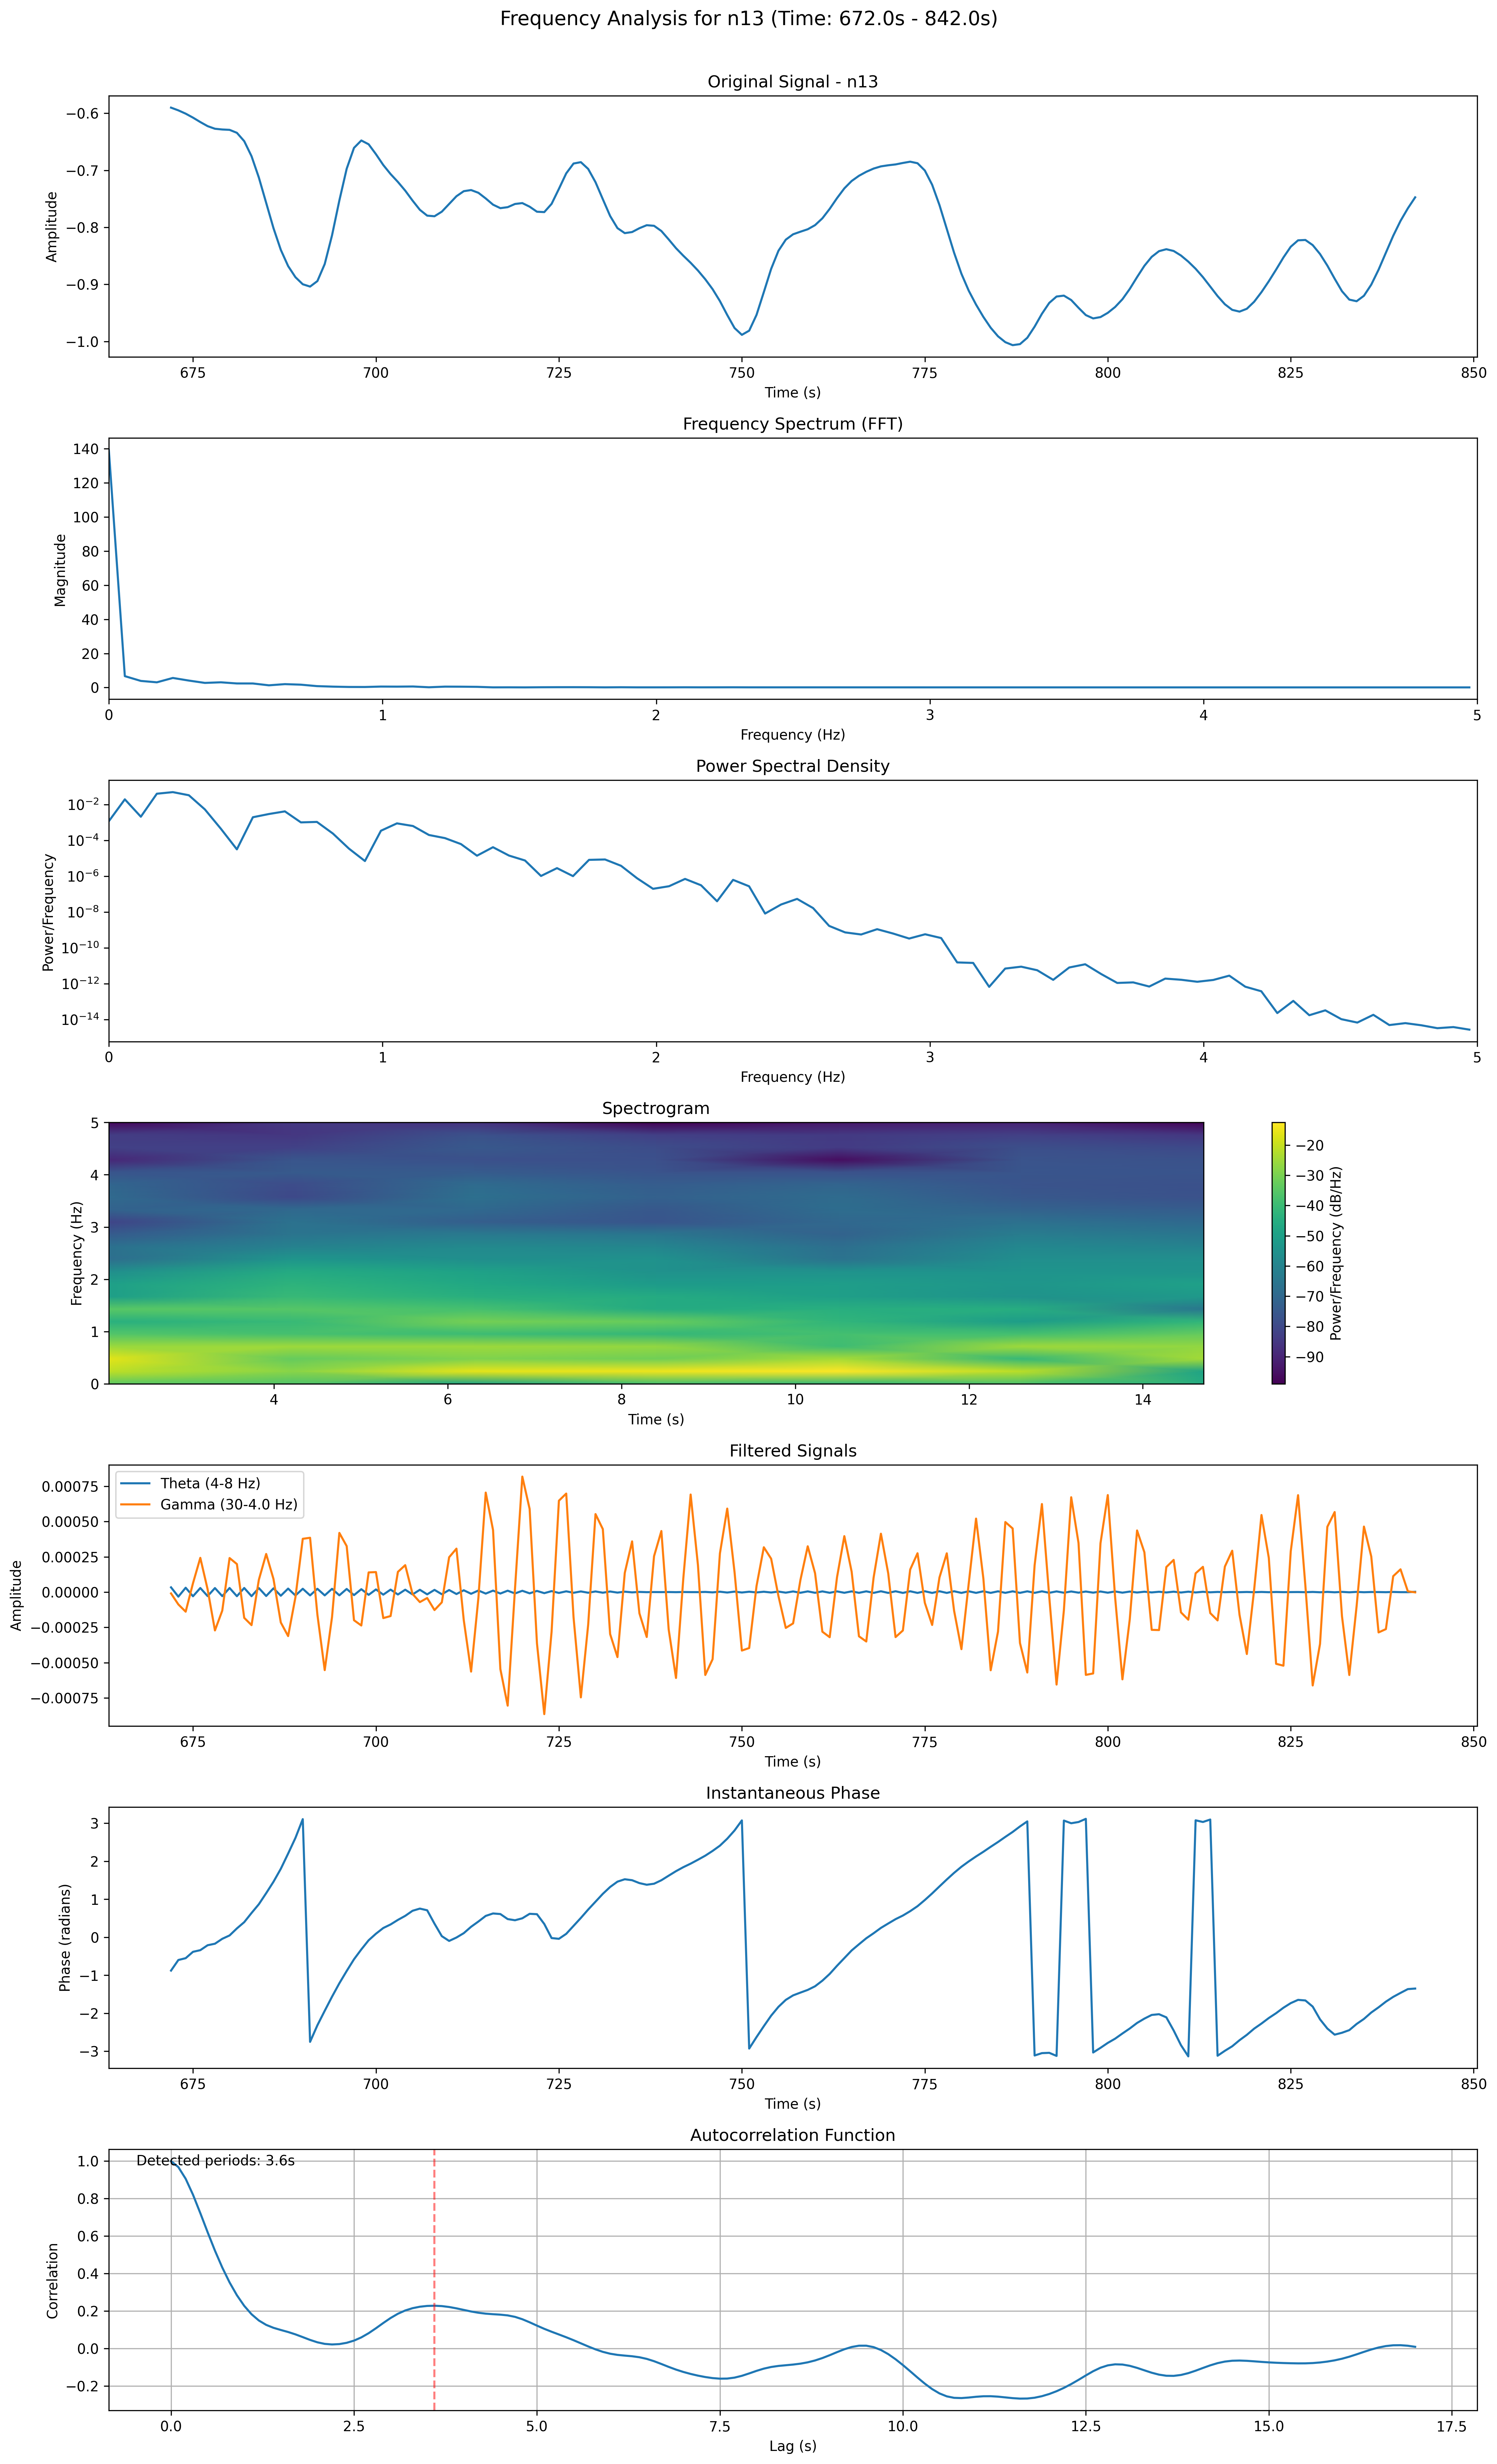 Frequency Analysis for n13 (Time: 672.0s - 842.0s)
Original Signal - n13
Amplitude
−0.6
−0.7
−0.8
−0.9
−1.0
675 700 725 750 775 800 825 850
Time (s)
Frequency Spectrum (FFT)
Magnitude
140
120
100
80
60
40
20
0
0 1 2 3 4 5
Frequency (Hz)
Power Spectral Density
Power/Frequency
10⁻²
10⁻⁴
10⁻⁶
10⁻⁸
10⁻¹⁰
10⁻¹²
10⁻¹⁴
0 1 2 3 4 5
Frequency (Hz)
Spectrogram
Frequency (Hz)
5
4
3
2
1
0
4 6 8 10 12 14
Time (s)
−20
−30
−40
−50
−60
−70
−80
−90
Power/Frequency (dB/Hz)
Filtered Signals
Theta (4-8 Hz)
Gamma (30-4.0 Hz)
Amplitude
0.00075
0.00050
0.00025
0.00000
−0.00025
−0.00050
−0.00075
675 700 725 750 775 800 825 850
Time (s)
Instantaneous Phase
Phase (radians)
3
2
1
0
−1
−2
−3
675 700 725 750 775 800 825 850
Time (s)
Autocorrelation Function
Detected periods: 3.6s
Correlation
1.0
0.8
0.6
0.4
0.2
0.0
−0.2
0.0 2.5 5.0 7.5 10.0 12.5 15.0 17.5
Lag (s)